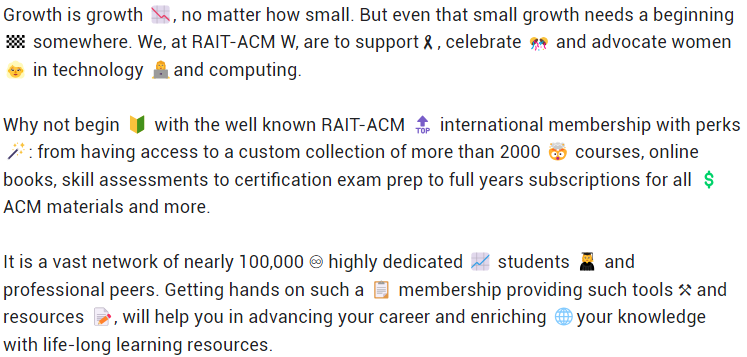 Growth is growth 📉, no matter how small. But even that small growth needs a beginning
🏁 somewhere. We, at RAIT-ACM W, are to support🎗, celebrate 🎊 and advocate women
👩 in technology 👩‍💻and computing.
Why not begin 🔰 with the well known RAIT-ACM 🔝 international membership with perks
🪄: from having access to a custom collection of more than 2000 🤯 courses, online
books, skill assessments to certification exam prep to full years subscriptions for all 💲
ACM materials and more.
It is a vast network of nearly 100,000 ♾ highly dedicated 📈 students 👨‍🎓 and
professional peers. Getting hands on such a 📋 membership providing such tools ⚒ and
resources 📝, will help you in advancing your career and enriching 🌐your knowledge
with life-long learning resources.